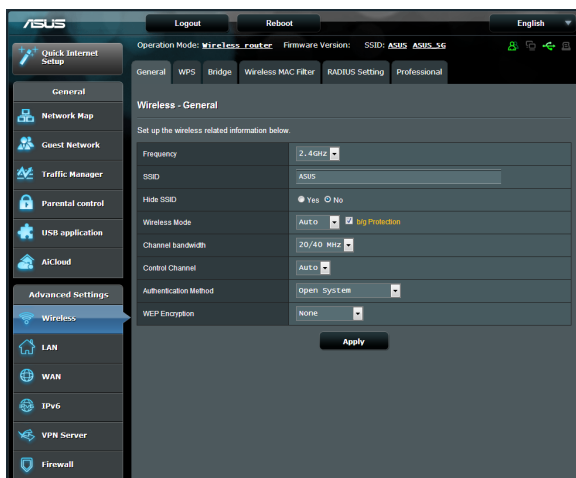 ASUS
Logout
Reboot
English
Quick Internet Setup
Operation Mode: Wireless router Firmware Version: SSID: ASUS ASUS_5G
General WPS Bridge Wireless MAC Filter RADIUS Setting Professional
General
Network Map
Guest Network
Traffic Manager
Parental control
USB application
AiCloud
Advanced Settings
Wireless
LAN
WAN
IPv6
VPN Server
Firewall
Wireless - General
Set up the wireless related information below.
Frequency 2.4GHz
SSID ASUS
Hide SSID Yes No
Wireless Mode Auto b/g Protection
Channel bandwidth 20/40 MHz
Control Channel Auto
Authentication Method Open System
WEP Encryption None
Apply